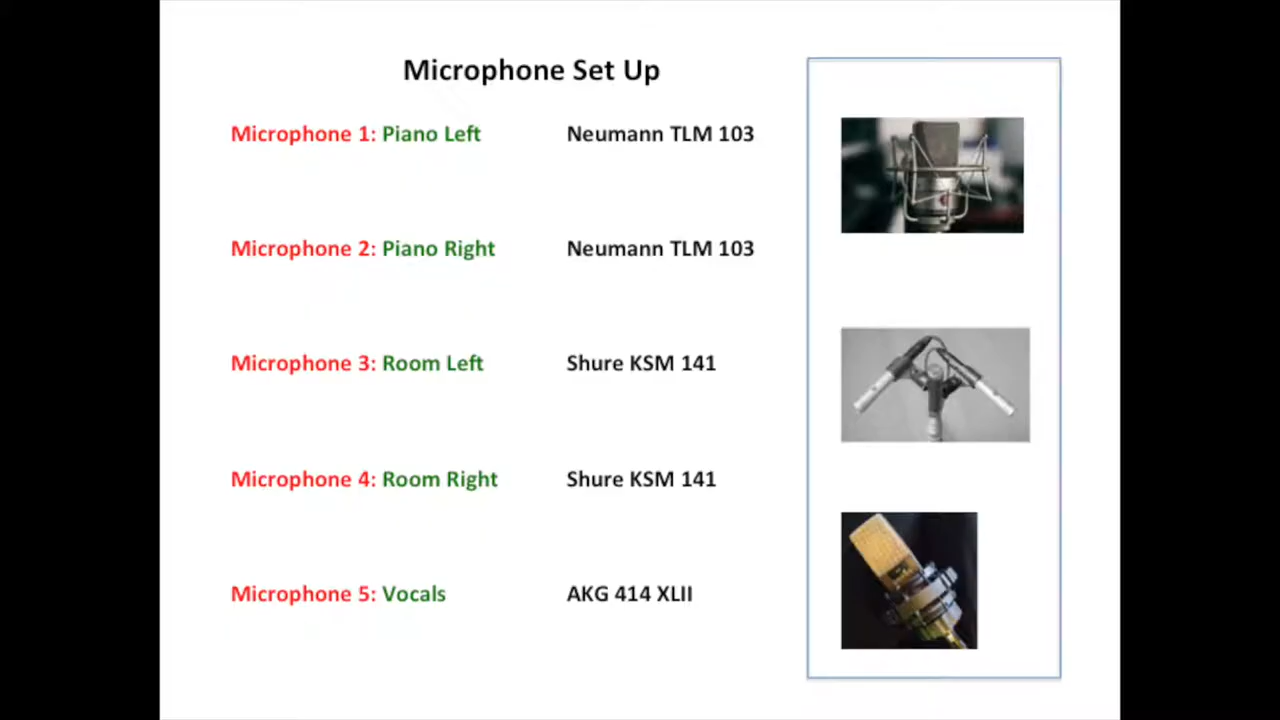 Microphone Set Up
Microphone 1: Piano Left Neumann TLM 103
Microphone 2: Piano Right Neumann TLM 103
Microphone 3: Room Left Shure KSM 141
Microphone 4: Room Right Shure KSM 141
Microphone 5: Vocals AKG 414 XLII